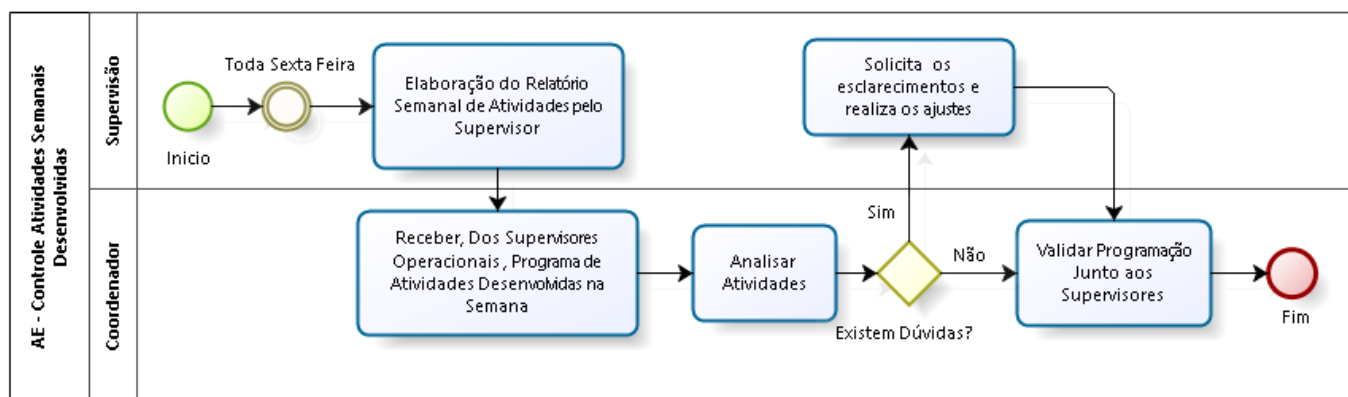 AE - Controle Atividades Semanais
Desenvolvidas
Supervisão
Inicio
Toda Sexta Feira
Elaboração do Relatório
Semanal de Atividades pelo
Supervisor
Solicita os
esclarecimentos e
realiza os ajustes
Coordenador
Receber, Dos Supervisores
Operacionais , Programa de
Atividades Desenvolvidas na
Semana
Analisar
Atividades
Existem Dúvidas?
Sim
Não
Validar Programação
Junto aos
Supervisores
Fim